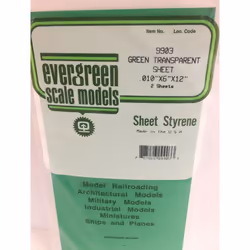 Item No. Loc Code
9903
GREEN TRANSPARENT
SHEET
010"X6"X12"
2 Sheets
evergreen
scale models
Sheet Styrene
Made in the U.S.A.
Model Railroading
Architectural Models
Military Models
Industrial Models
Miniatures
Ships and Planes